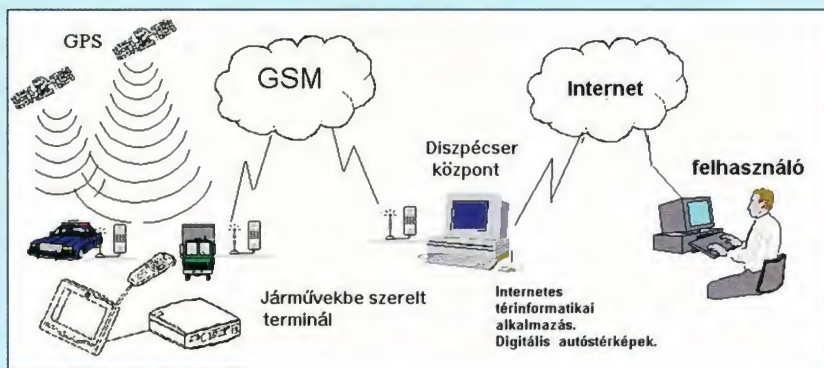 GPS
GSM
Internet
Diszpécser
központ
felhasználó
Járművekbe szerelt
terminál
Internetes
térinformatikai
alkalmazás.
Digitális autóstérképek.